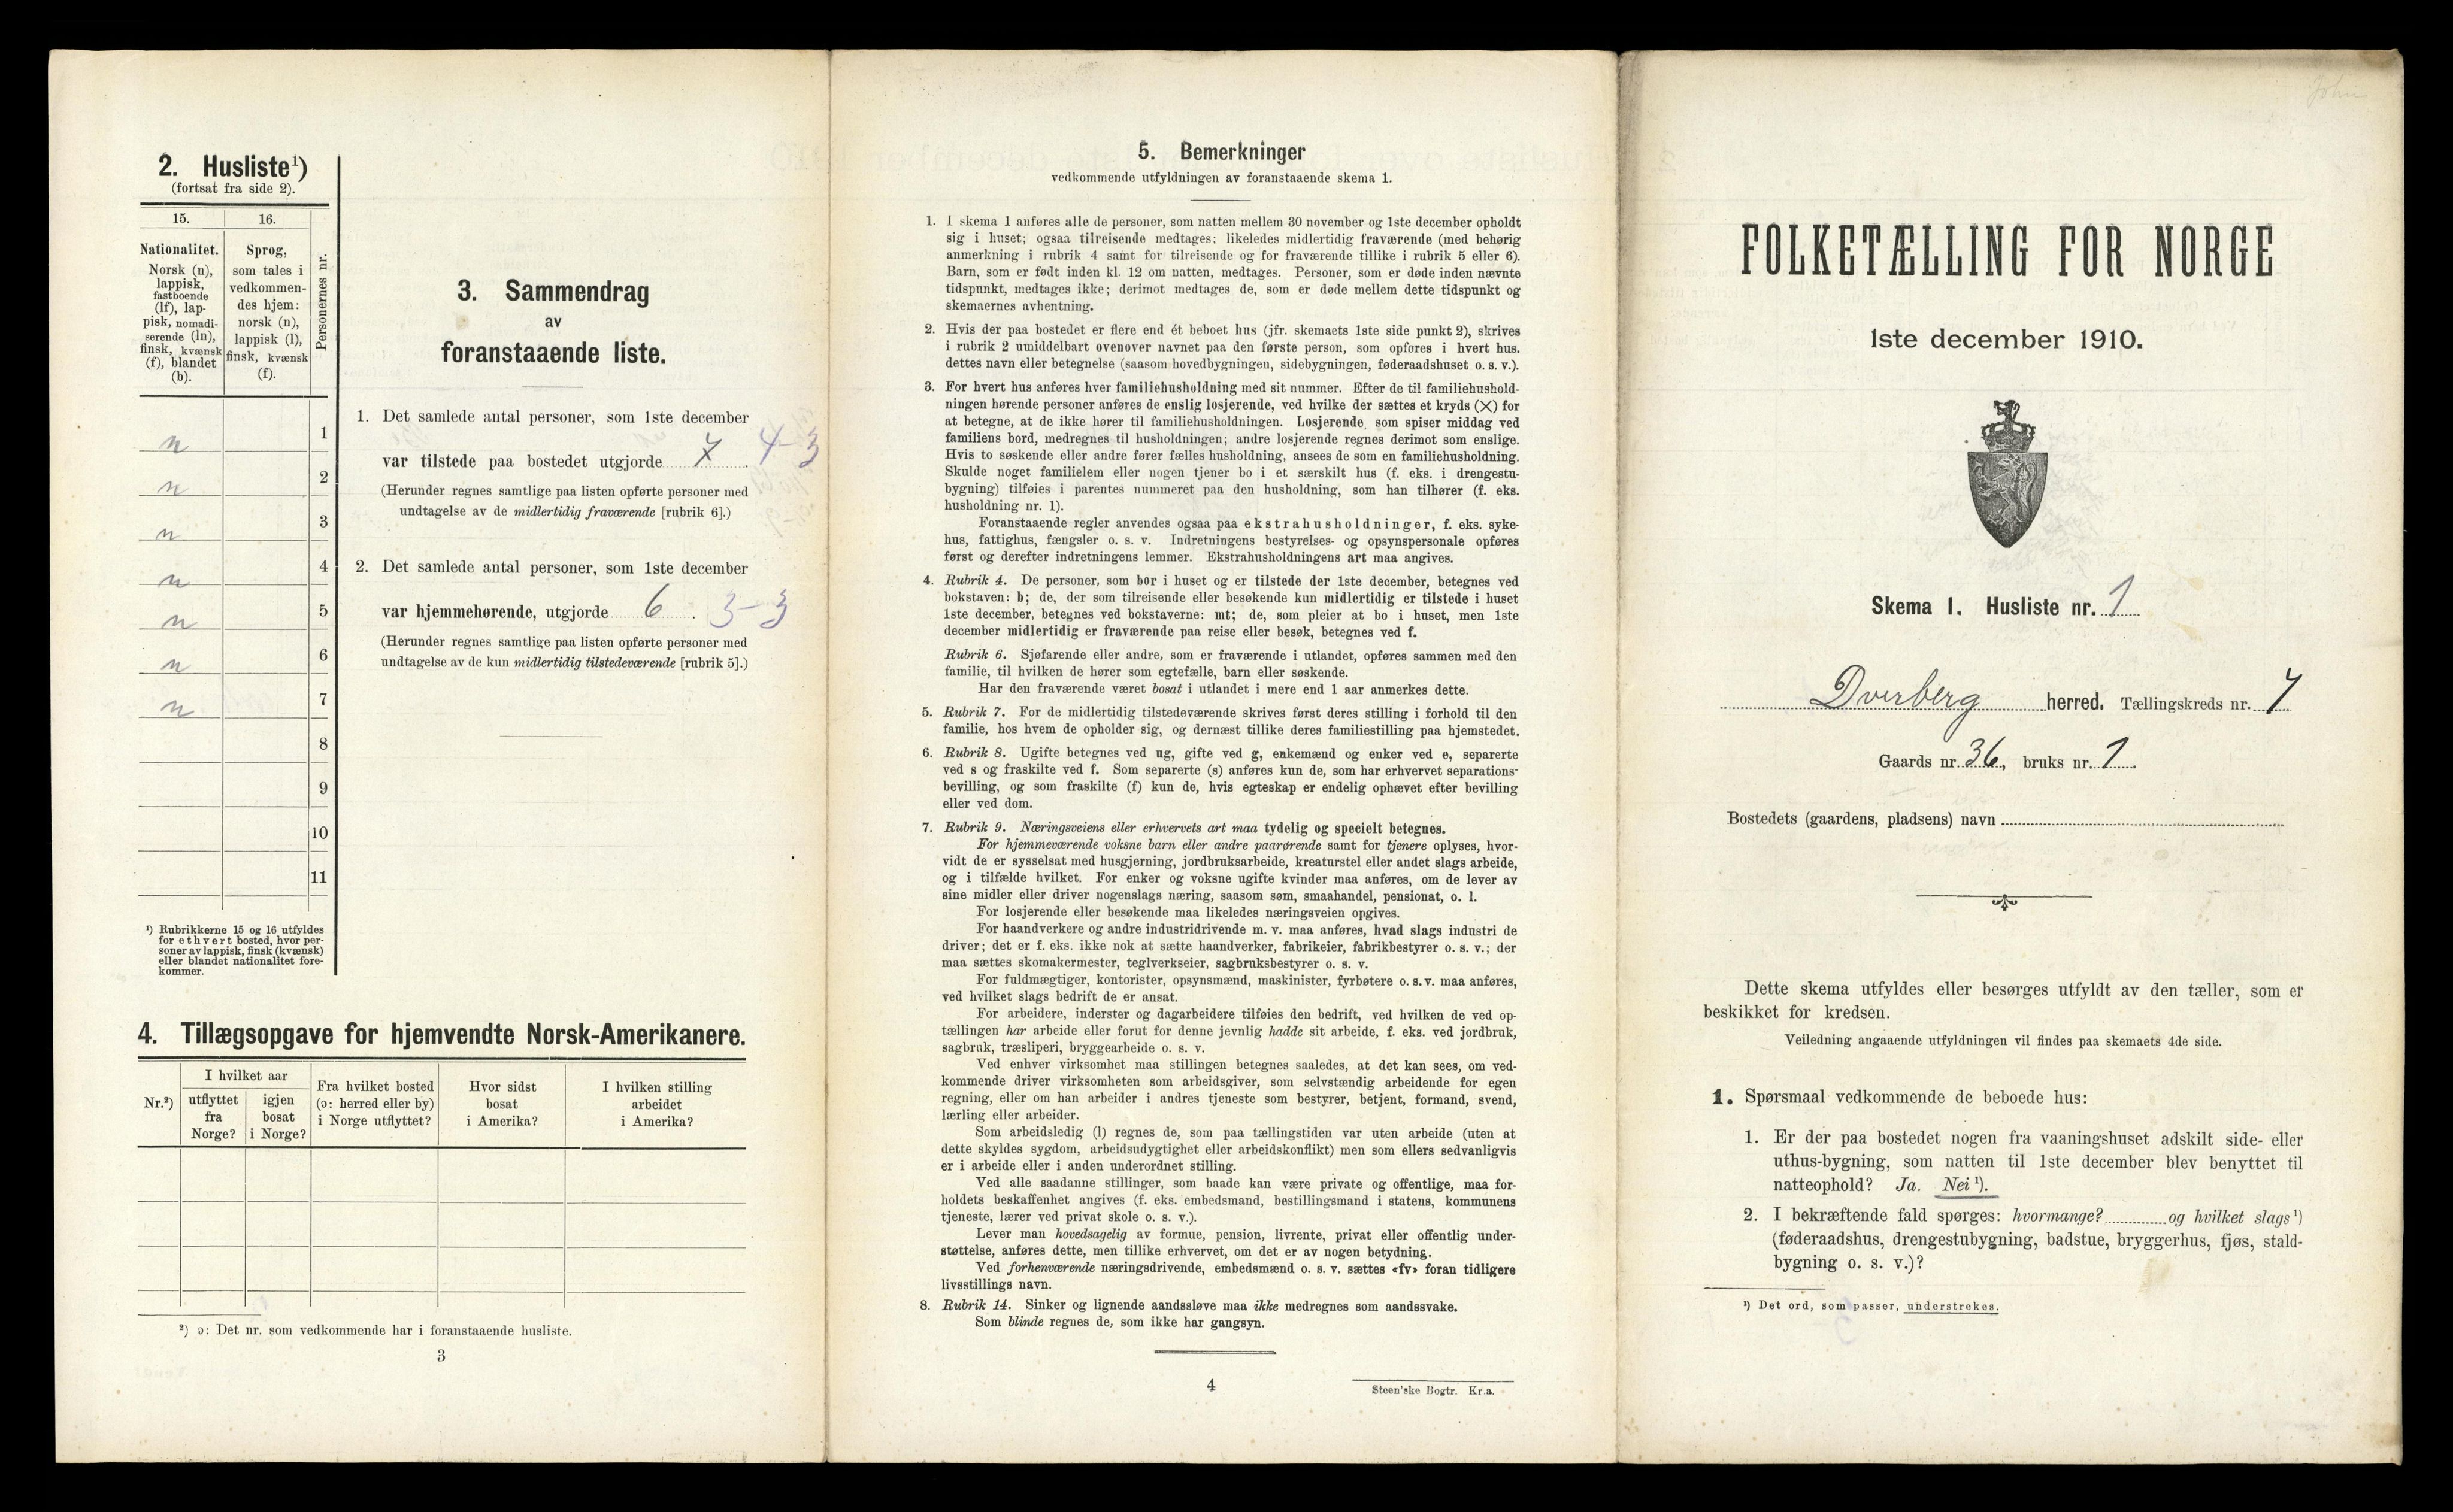 2. Husliste¹)
(fortsat fra side 2).
15.
16.
Personernes nr.
Nationalitet.
Norsk (n),
lappisk,
fastboende
(lf), lap-
pisk, nomadi-
serende (ln),
finsk, kvænsk
(f), blandet
(b).
Sprog,
som tales i
vedkommen-
des hjem:
norsk (n),
lappisk (l),
finsk, kvænsk
(f).
n 1
n 2
n 3
n 4
n 5
n 6
n 7
8
9
10
11
¹) Rubrikkerne 15 og 16 utfyldes
for ethvert bosted, hvor per-
soner av lappisk, finsk (kvænsk)
eller blandet nationalitet fore-
kommer.
3. Sammendrag
av
foranstaaende liste.
1. Det samlede antal personer, som 1ste december
var tilstede paa bostedet utgjorde 7. 4-3
(Herunder regnes samtlige paa listen opførte personer med
undtagelse av de midlertidig fraværende [rubrik 6].)
2. Det samlede antal personer, som 1ste december
var hjemmehørende, utgjorde 6. 3-3
(Herunder regnes samtlige paa listen opførte personer med
undtagelse av de kun midlertidig tilstedeværende [rubrik 5].)
4. Tillægsopgave for hjemvendte Norsk-Amerikanere.
Nr.²)
I hvilket aar
utflyttet
fra
Norge?
igjen
bosat
i Norge?
Fra hvilket bosted
(ɔ: herred eller by)
i Norge utflyttet?
Hvor sidst
bosat
i Amerika?
I hvilken stilling
arbeidet
i Amerika?
²) ɔ: Det nr. som vedkommende har i foranstaaende husliste.
3
5. Bemerkninger
vedkommende utfyldningen av foranstaaende skema 1.
1. I skema 1 anføres alle de personer, som natten mellem 30 november og 1ste december opholdt
sig i huset; ogsaa tilreisende medtages; likeledes midlertidig fraværende (med behørig
anmerkning i rubrik 4 samt for tilreisende og for fraværende tillike i rubrik 5 eller 6).
Barn, som er født inden kl. 12 om natten, medtages. Personer, som er døde inden nævnte
tidspunkt, medtages ikke; derimot medtages de, som er døde mellem dette tidspunkt og
skemaernes avhentning.
2. Hvis der paa bostedet er flere end ét beboet hus (jfr. skemaets 1ste side punkt 2), skrives
i rubrik 2 umiddelbart ovenover navnet paa den første person, som opføres i hvert hus.
dettes navn eller betegnelse (saasom hovedbygningen, sidebygningen, føderaadshuset o. s. v.).
3. For hvert hus anføres hver familiehusholdning med sit nummer. Efter de til familiehushold-
ningen hørende personer anføres de enslig losjerende, ved hvilke der sættes et kryds (×) for
at betegne, at de ikke hører til familiehusholdningen. Losjerende, som spiser middag ved
familiens bord, medregnes til husholdningen; andre losjerende regnes derimot som enslige.
Hvis to søskende eller andre fører fælles husholdning, ansees de som en familiehusholdning.
Skulde noget familielem eller nogen tjener bo i et særskilt hus (f. eks. i drengestu-
bygning) tilføies i parentes nummeret paa den husholdning, som han tilhører (f. eks.
husholdning nr. 1).
Foranstaaende regler anvendes ogsaa paa ekstrahusholdninger, f. eks. syke-
hus, fattighus, fængsler o. s. v. Indretningens bestyrelses- og opsynspersonale opføres
først og derefter indretningens lemmer. Ekstrahusholdningens art maa angives.
4. Rubrik 4. De personer, som bor i huset og er tilstede der 1ste december, betegnes ved
bokstaven: b; de, der som tilreisende eller besøkende kun midlertidig er tilstede i huset
1ste december, betegnes ved bokstaverne: mt; de, som pleier at bo i huset, men 1ste
december midlertidig er fraværende paa reise eller besøk, betegnes ved f.
Rubrik 6. Sjøfarende eller andre, som er fraværende i utlandet, opføres sammen med den
familie, til hvilken de hører som egtefælle, barn eller søskende.
Har den fraværende været bosat i utlandet i mere end 1 aar anmerkes dette.
5. Rubrik 7. For de midlertidig tilstedeværende skrives først deres stilling i forhold til den
familie, hos hvem de opholder sig, og dernæst tillike deres familiestilling paa hjemstedet.
6. Rubrik 8. Ugifte betegnes ved ug, gifte ved g, enkemænd og enker ved e, separerte
ved s og fraskilte ved f. Som separerte (s) anføres kun de, som har erhvervet separations-
bevilling, og som fraskilte (f) kun de, hvis egteskap er endelig ophævet efter bevilling
eller ved dom.
7. Rubrik 9. Næringsveiens eller erhvervets art maa tydelig og specielt betegnes.
For hjemmeværende voksne barn eller andre paarørende samt for tjenere oplyses, hvor-
vidt de er sysselsat med husgjerning, jordbruksarbeide, kreaturstel eller andet slags arbeide,
og i tilfælde hvilket. For enker og voksne ugifte kvinder maa anføres, om de lever av
sine midler eller driver nogenslags næring, saasom søm, smaahandel, pensionat, o. l.
For losjerende eller besøkende maa likeledes næringsveien opgives.
For haandverkere og andre industridrivende m. v. maa anføres, hvad slags industri de
driver; det er f. eks. ikke nok at sætte haandverker, fabrikeier, fabrikbestyrer o. s. v.; der
maa sættes skomakermester, teglverkseier, sagbruksbestyrer o. s. v.
For fuldmægtiger, kontorister, opsynsmænd, maskinister, fyrbøtere o. s. v. maa anføres,
ved hvilket slags bedrift de er ansat.
For arbeidere, inderster og dagarbeidere tilføies den bedrift, ved hvilken de ved op-
tællingen har arbeide eller forut for denne jevnlig hadde sit arbeide, f. eks. ved jordbruk,
sagbruk, træsliperi, bryggearbeide o. s. v.
Ved enhver virksomhet maa stillingen betegnes saaledes, at det kan sees, om ved-
kommende driver virksomheten som arbeidsgiver, som selvstændig arbeidende for egen
regning, eller om han arbeider i andres tjeneste som bestyrer, betjent, formand, svend,
lærling eller arbeider.
Som arbeidsledig (l) regnes de, som paa tællingstiden var uten arbeide (uten at
dette skyldes sygdom, arbeidsudygtighet eller arbeidskonflikt) men som ellers sedvanligvis
er i arbeide eller i anden underordnet stilling.
Ved alle saadanne stillinger, som baade kan være private og offentlige, maa for-
holdets beskaffenhet angives (f. eks. embedsmand, bestillingsmand i statens, kommunens
tjeneste, lærer ved privat skole o. s. v.).
Lever man hovedsagelig av formue, pension, livrente, privat eller offentlig under-
støttelse, anføres dette, men tillike erhvervet, om det er av nogen betydning.
Ved forhenværende næringsdrivende, embedsmænd o. s. v. sættes «fv» foran tidligere
livsstillings navn.
8. Rubrik 14. Sinker og lignende aandssløve maa ikke medregnes som aandssvake.
Som blinde regnes de, som ikke har gangsyn.
4
Steen'ske Bogtr. Kr.a.
John
FOLKETÆLLING FOR NORGE
1ste december 1910.
Skema 1. Husliste nr. 1
Dverberg herred. Tællingskreds nr. 7
Gaards nr. 36, bruks nr. 1.
Bostedets (gaardens, pladsens) navn
Dette skema utfyldes eller besørges utfyldt av den tæller, som er
beskikket for kredsen.
Veiledning angaaende utfyldningen vil findes paa skemaets 4de side.
1. Spørsmaal vedkommende de beboede hus:
1. Er der paa bostedet nogen fra vaaningshuset adskilt side- eller
uthus-bygning, som natten til 1ste december blev benyttet til
natteophold? Ja. Nei ¹).
2. I bekræftende fald spørges: hvormange? og hvilket slags ¹)
(føderaadshus, drengestubygning, badstue, bryggerhus, fjøs, stald-
bygning o. s. v.)?
¹) Det ord, som passer, understrekes.